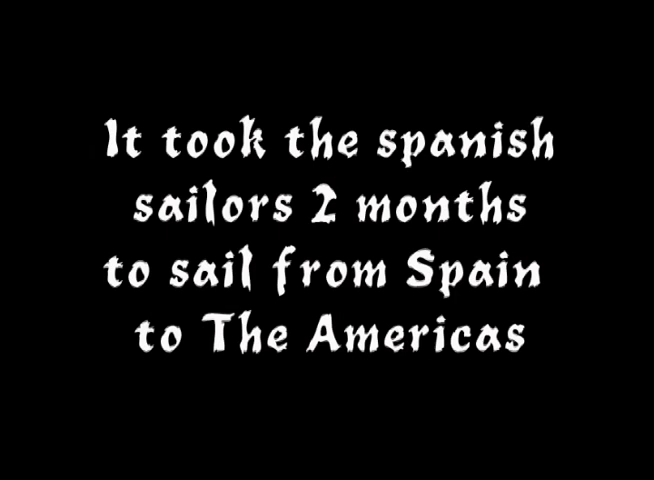 It took the spanish
sailors 2 months
to sail from Spain
to The Americas